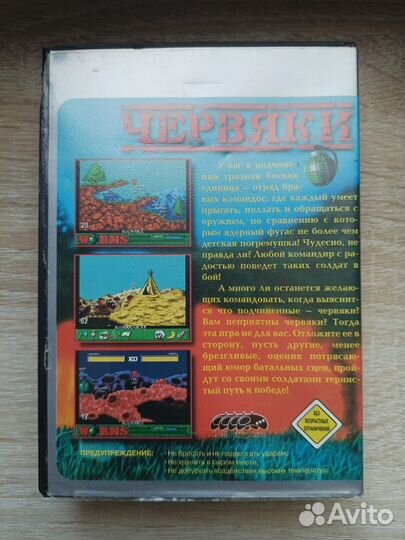 ЧЕРВЯКИ
У вас в подчине-
нии грозная боевая
единица – отряд бра-
вых командос, где каждый умеет
прыгать, ползать и обращаться с
оружием, по сравнению с кото-
рым ядерный фугас не более чем
детская погремушка! Чудесно, не
правда ли? Любой командир с ра-
достью поведет таких солдат в
бой!
А много ли останется желаю-
щих командовать, когда выяснит-
ся что подчиненные – червяки?
Вам неприятны червяки? Тогда
эта игра не для вас. Отложите ее в
сторону, пусть другие, менее
брезгливые, оценив потрясаю-
щий юмор батальных сцен, прой-
дут со своими солдатами тернис-
тый путь к победе!
WORMS
WORMS
БЕЗ
ВОЗРАСТНЫХ
ОГРАНИЧЕНИЙ
ПРЕДУПРЕЖДЕНИЕ:
• Не бросать и не подвергать ударам;
• Не хранить в сыром месте;
• Не допускать воздействия высоких температур.
Avito